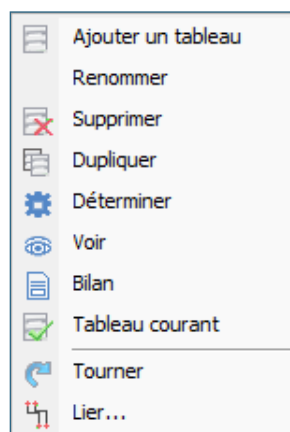 Ajouter un tableau
Renommer
Supprimer
Dupliquer
Déterminer
Voir
Bilan
Tableau courant
Tourner
Lier...